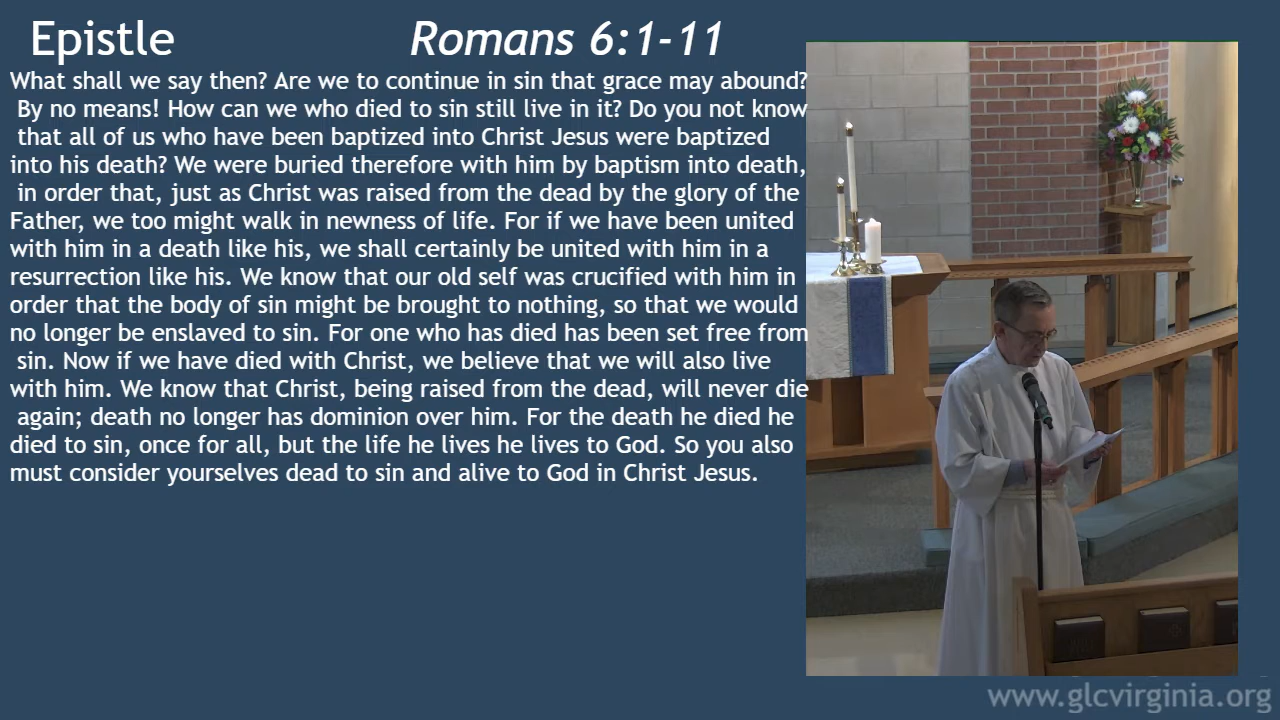 Epistle
Romans 6:1-11
What shall we say then? Are we to continue in sin that grace may abound?
By no means! How can we who died to sin still live in it? Do you not know
that all of us who have been baptized into Christ Jesus were baptized
into his death? We were buried therefore with him by baptism into death,
in order that, just as Christ was raised from the dead by the glory of the
Father, we too might walk in newness of life. For if we have been united
with him in a death like his, we shall certainly be united with him in a
resurrection like his. We know that our old self was crucified with him in
order that the body of sin might be brought to nothing, so that we would
no longer be enslaved to sin. For one who has died has been set free from
sin. Now if we have died with Christ, we believe that we will also live
with him. We know that Christ, being raised from the dead, will never die
again; death no longer has dominion over him. For the death he died he
died to sin, once for all, but the life he lives he lives to God. So you also
must consider yourselves dead to sin and alive to God in Christ Jesus.
www.glcvirginia.org